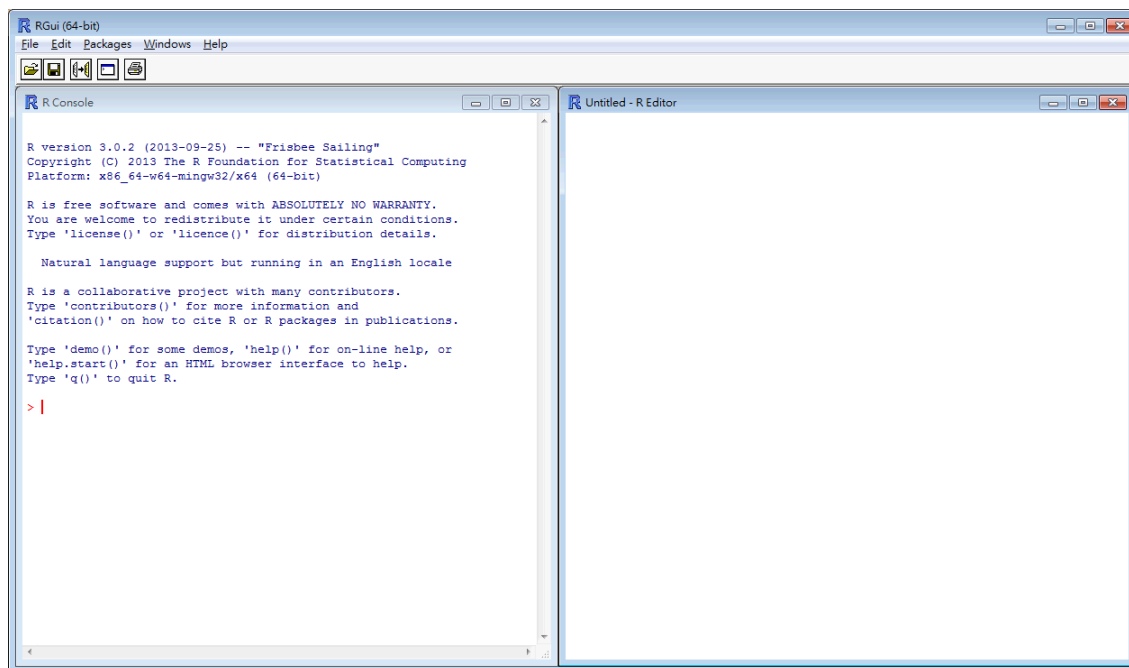 RGui (64-bit)
File Edit Packages Windows Help
R Console
R version 3.0.2 (2013-09-25) -- "Frisbee Sailing"
Copyright (C) 2013 The R Foundation for Statistical Computing
Platform: x86_64-w64-mingw32/x64 (64-bit)
R is free software and comes with ABSOLUTELY NO WARRANTY.
You are welcome to redistribute it under certain conditions.
Type 'license()' or 'licence()' for distribution details.
Natural language support but running in an English locale
R is a collaborative project with many contributors.
Type 'contributors()' for more information and
'citation()' on how to cite R or R packages in publications.
Type 'demo()' for some demos, 'help()' for on-line help, or
'help.start()' for an HTML browser interface to help.
Type 'q()' to quit R.
>
Untitled - R Editor